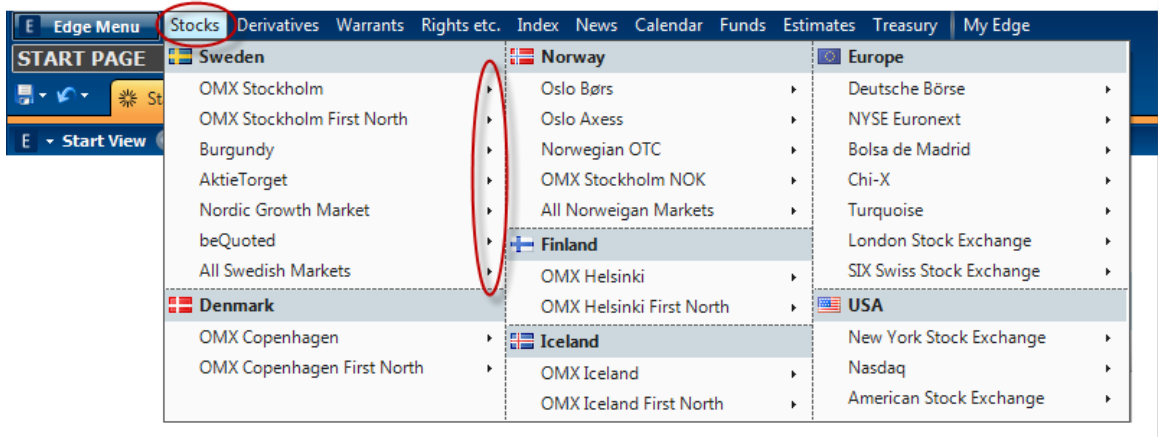 E Edge Menu Stocks Derivatives Warrants Rights etc. Index News Calendar Funds Estimates Treasury My Edge
START PAGE
St
E Start View
Sweden
OMX Stockholm
OMX Stockholm First North
Burgundy
AktieTorget
Nordic Growth Market
beQuoted
All Swedish Markets
Denmark
OMX Copenhagen
OMX Copenhagen First North
Norway
Oslo Børs
Oslo Axess
Norwegian OTC
OMX Stockholm NOK
All Norweigan Markets
Finland
OMX Helsinki
OMX Helsinki First North
Iceland
OMX Iceland
OMX Iceland First North
Europe
Deutsche Börse
NYSE Euronext
Bolsa de Madrid
Chi-X
Turquoise
London Stock Exchange
SIX Swiss Stock Exchange
USA
New York Stock Exchange
Nasdaq
American Stock Exchange